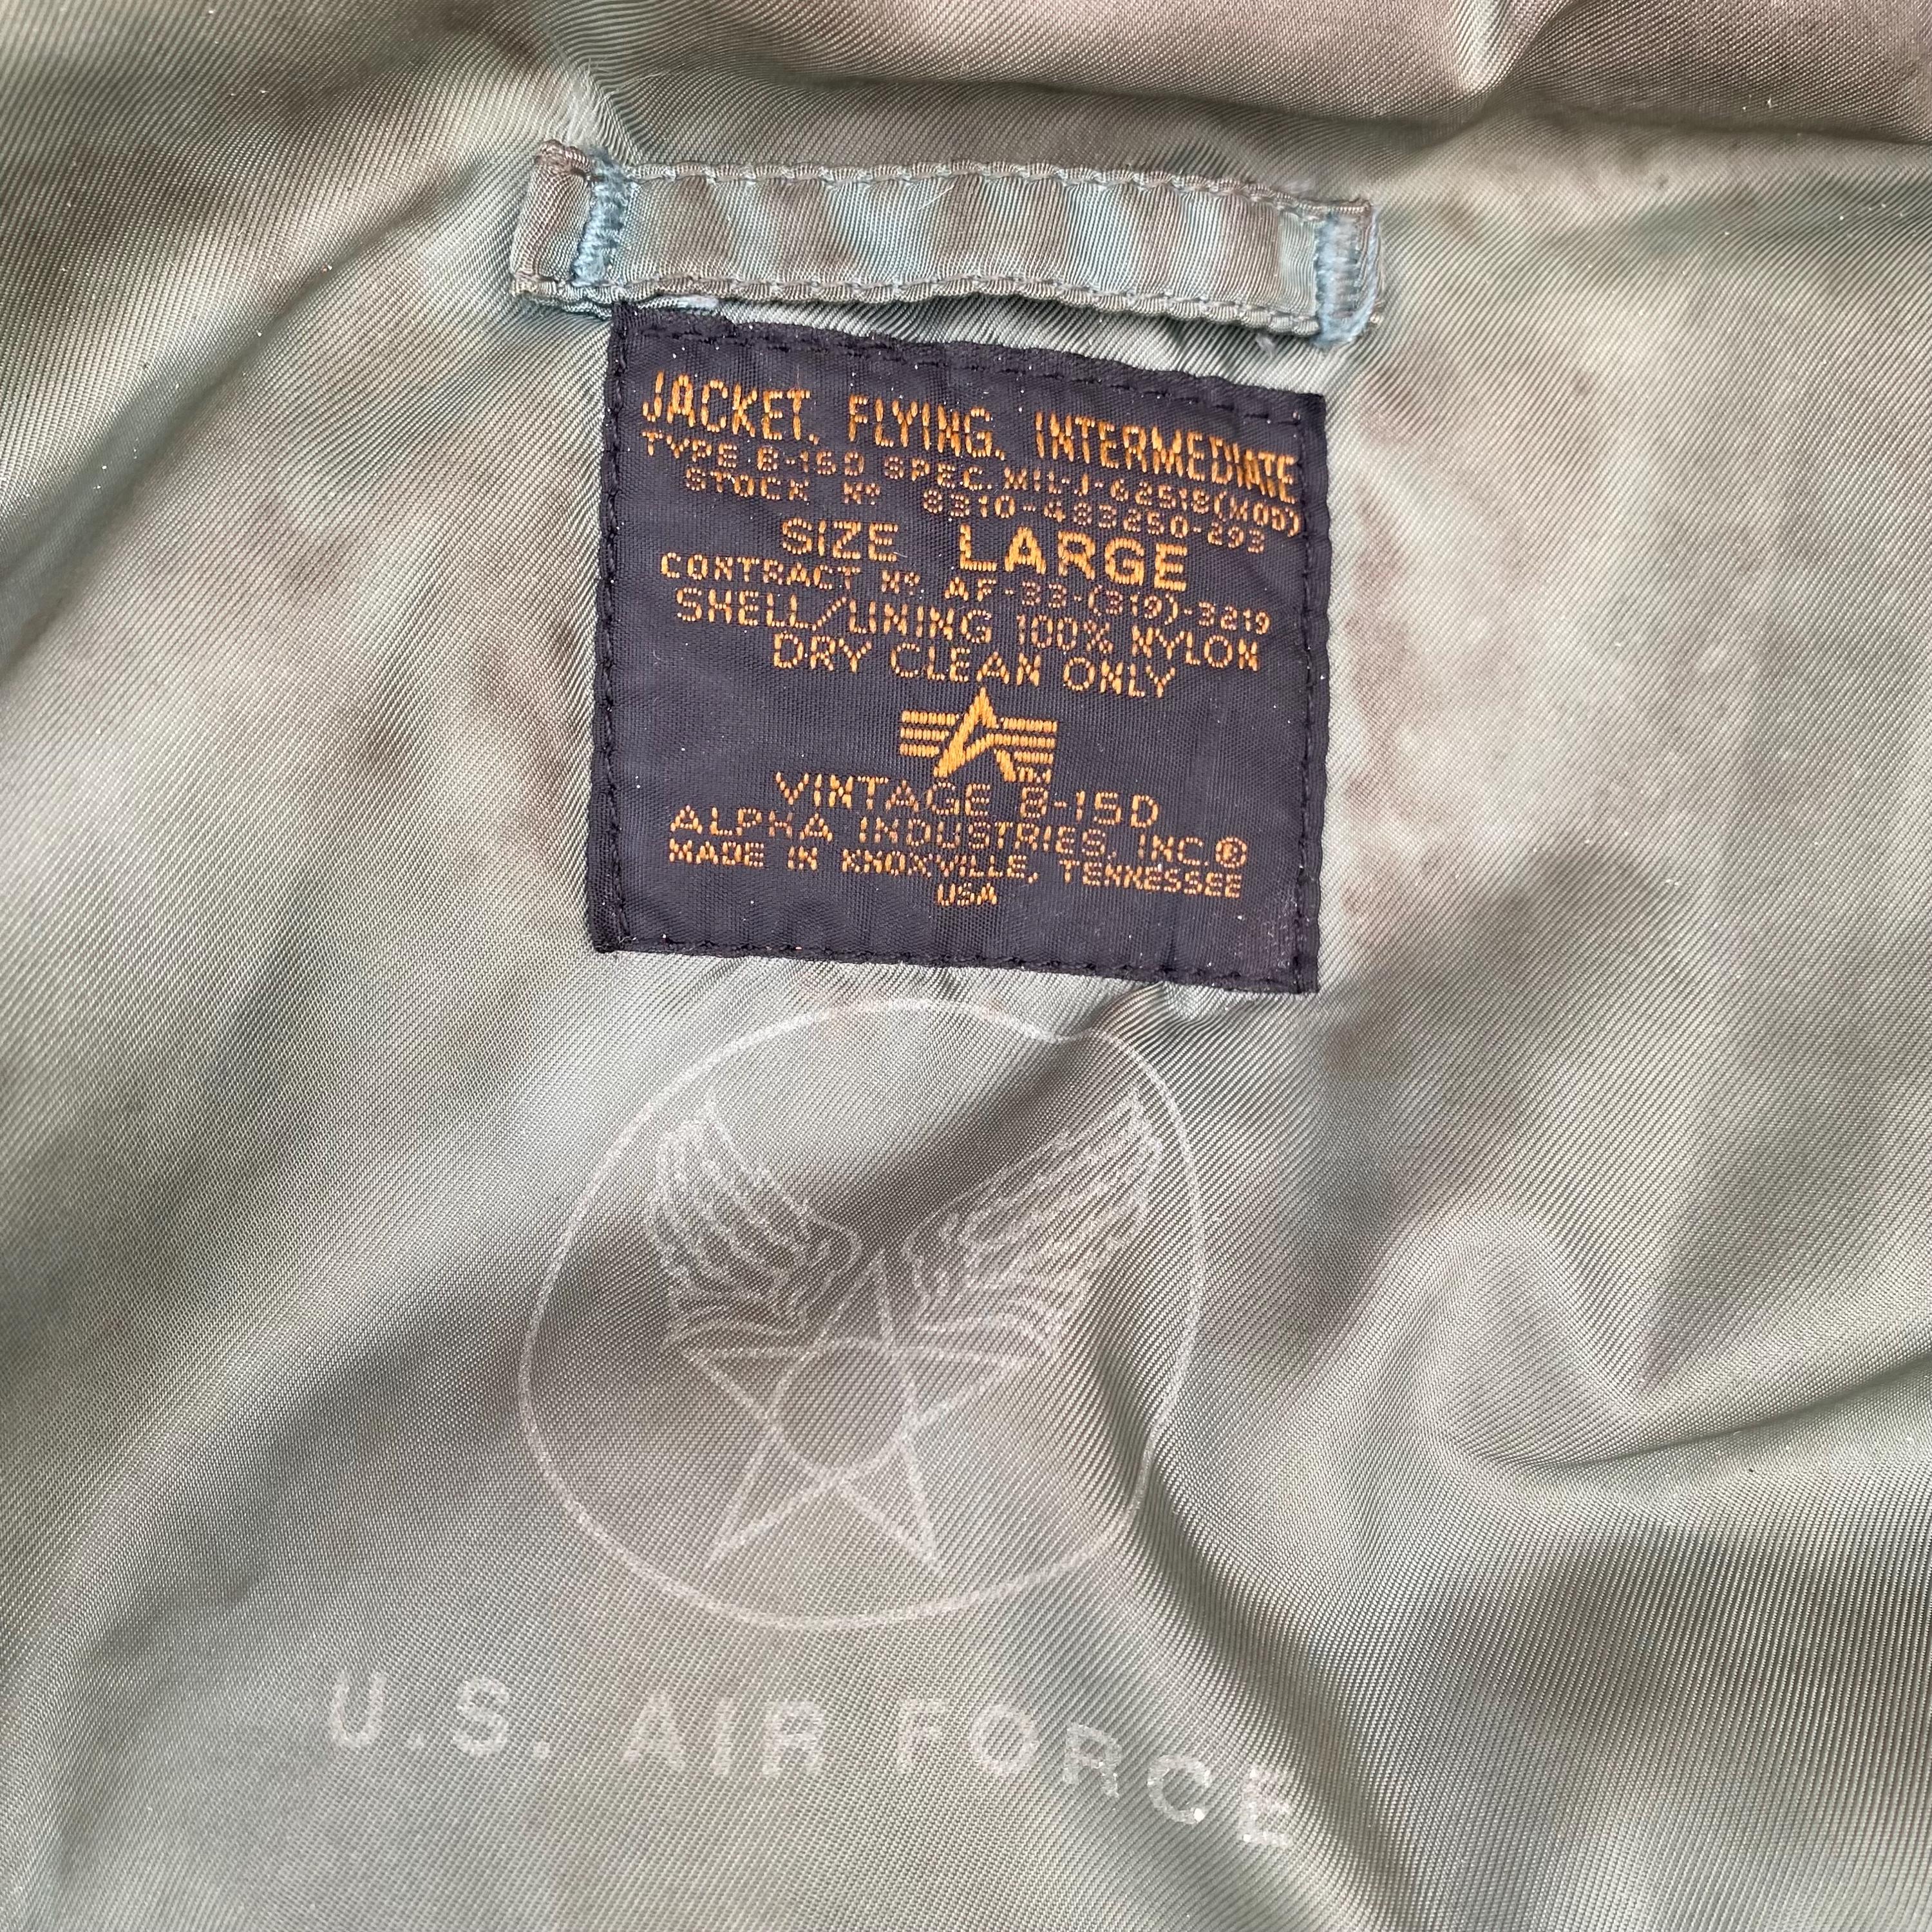 JACKET, FLYING, INTERMEDIATE
TYPE B-15D SPEC. MIL-J-6251B(MOD)
STOCK Nº 8310-483250-293
SIZE LARGE
CONTRACT Nº AF-33-(319)-3219
SHELL/LINING 100% NYLON
DRY CLEAN ONLY
TM
VINTAGE B-15D
ALPHA INDUSTRIES, INC.®
MADE IN KNOXVILLE, TENNESSEE
USA
U.S. AIR FORCE